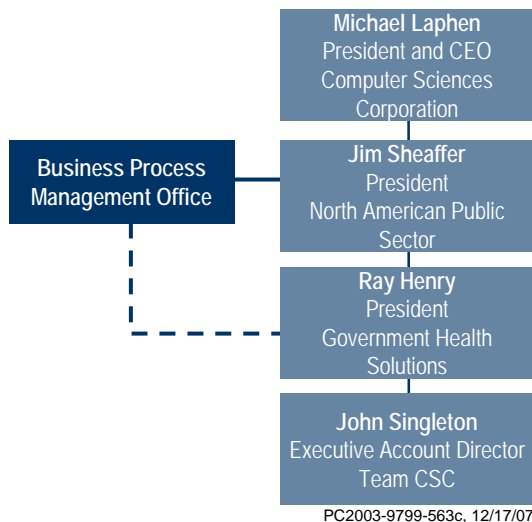 Michael Laphen
President and CEO
Computer Sciences
Corporation
Business Process
Management Office
Jim Sheaffer
President
North American Public
Sector
Ray Henry
President
Government Health
Solutions
John Singleton
Executive Account Director
Team CSC
PC2003-9799-563c, 12/17/07